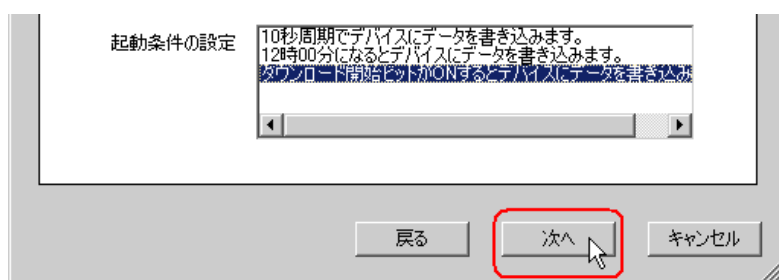 起動条件の設定
10秒周期でデバイスにデータを書き込みます。
12時00分になるとデバイスにデータを書き込みます。
ダウンロード開始ビットがONするとデバイスにデータを書き込み
戻る
次へ
キャンセル